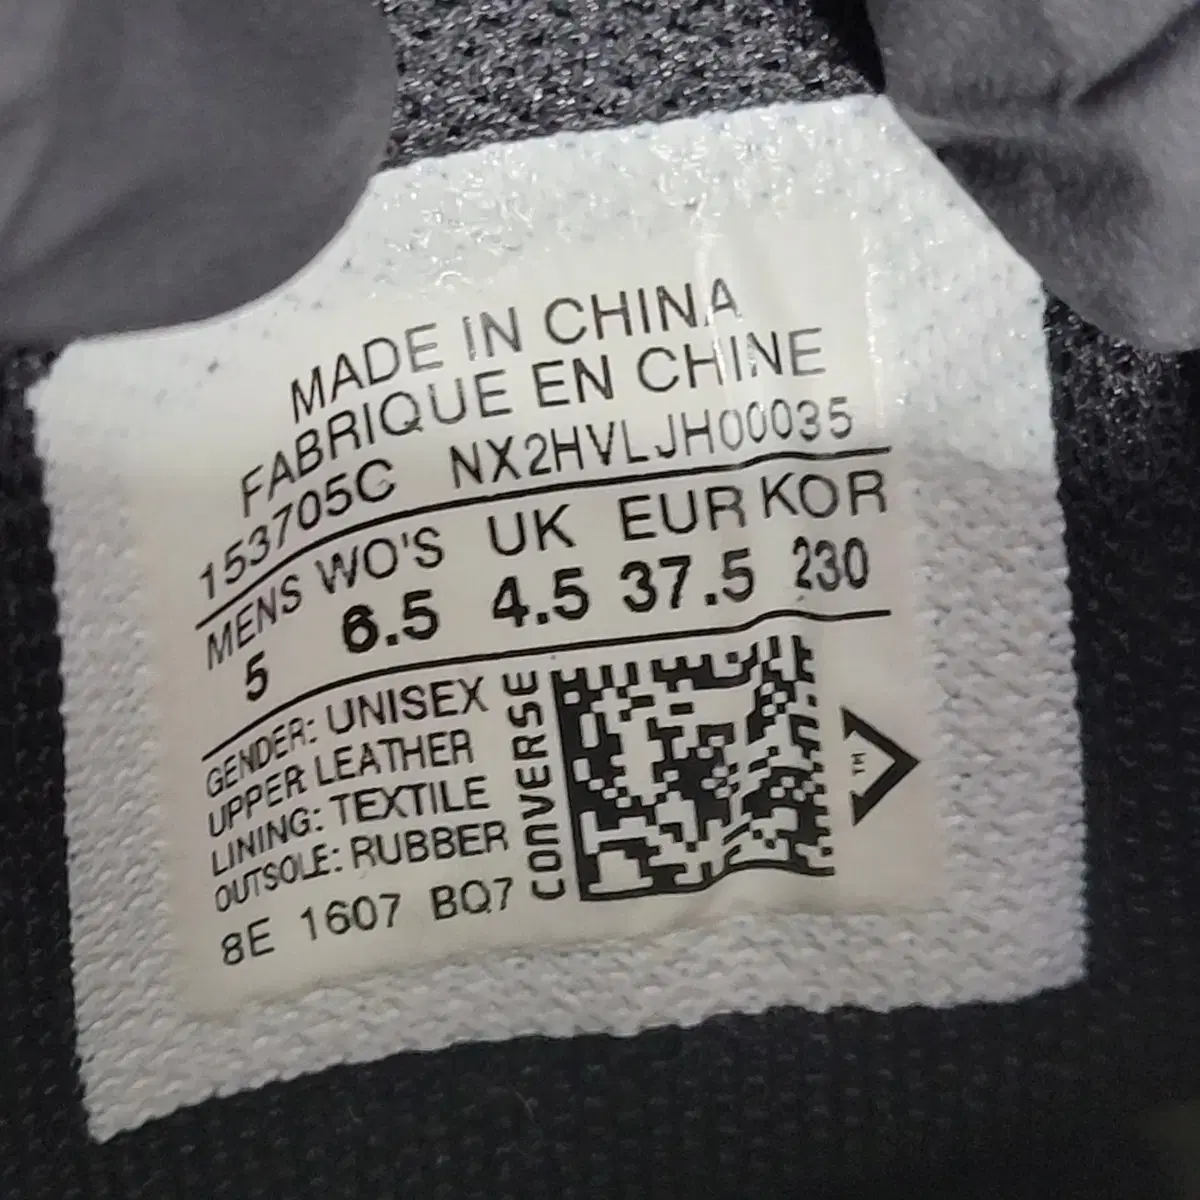 MADE IN CHINA
FABRIQUE EN CHINE
153705C NX2HVLJH00035
MENS WO'S UK EUR KOR
5 6.5 4.5 37.5 230
GENDER: UNISEX
UPPER LEATHER
LINING: TEXTILE
OUTSOLE: RUBBER
8E 1607 BQ7
CONVERSE
TM